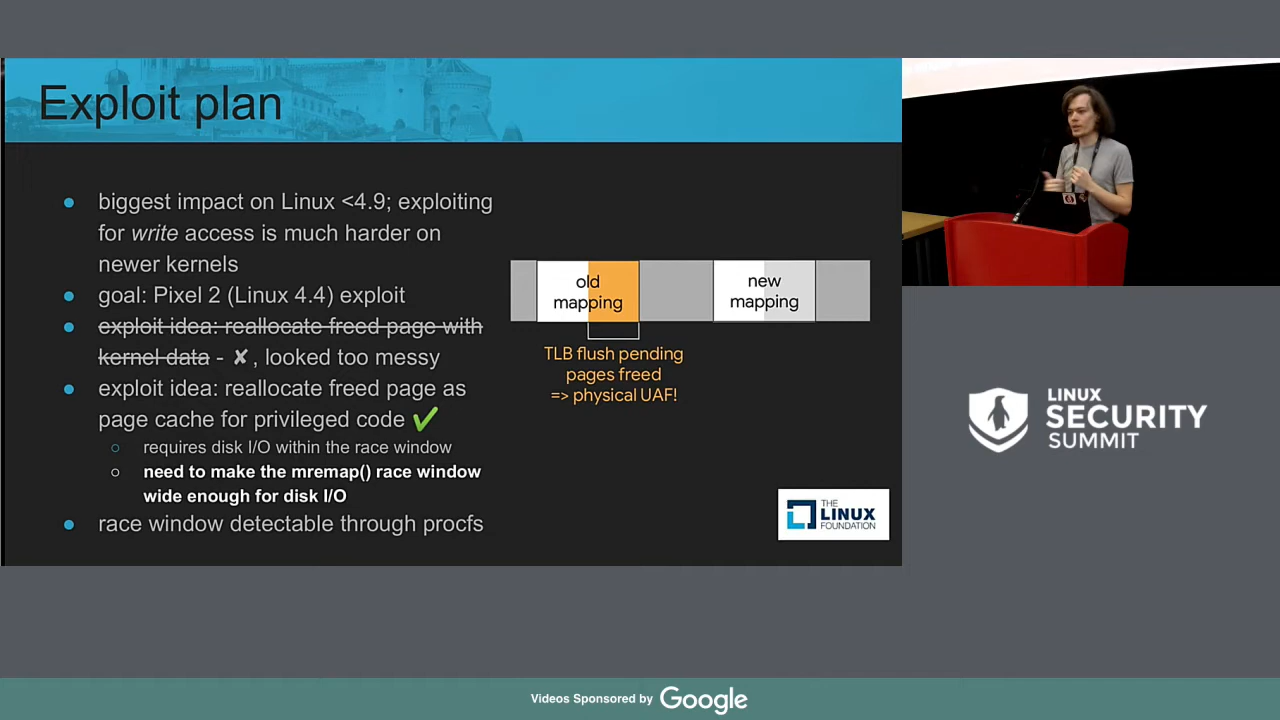 Exploit plan
● biggest impact on Linux <4.9; exploiting
for write access is much harder on
newer kernels
● goal: Pixel 2 (Linux 4.4) exploit
● exploit idea: reallocate freed page with
kernel data - ✘, looked too messy
● exploit idea: reallocate freed page as
page cache for privileged code ✔
○ requires disk I/O within the race window
○ need to make the mremap() race window
wide enough for disk I/O
● race window detectable through procfs
old
mapping
new
mapping
TLB flush pending
pages freed
=> physical UAF!
THE
LINUX
FOUNDATION
LINUX
SECURITY
SUMMIT
Videos Sponsored by Google